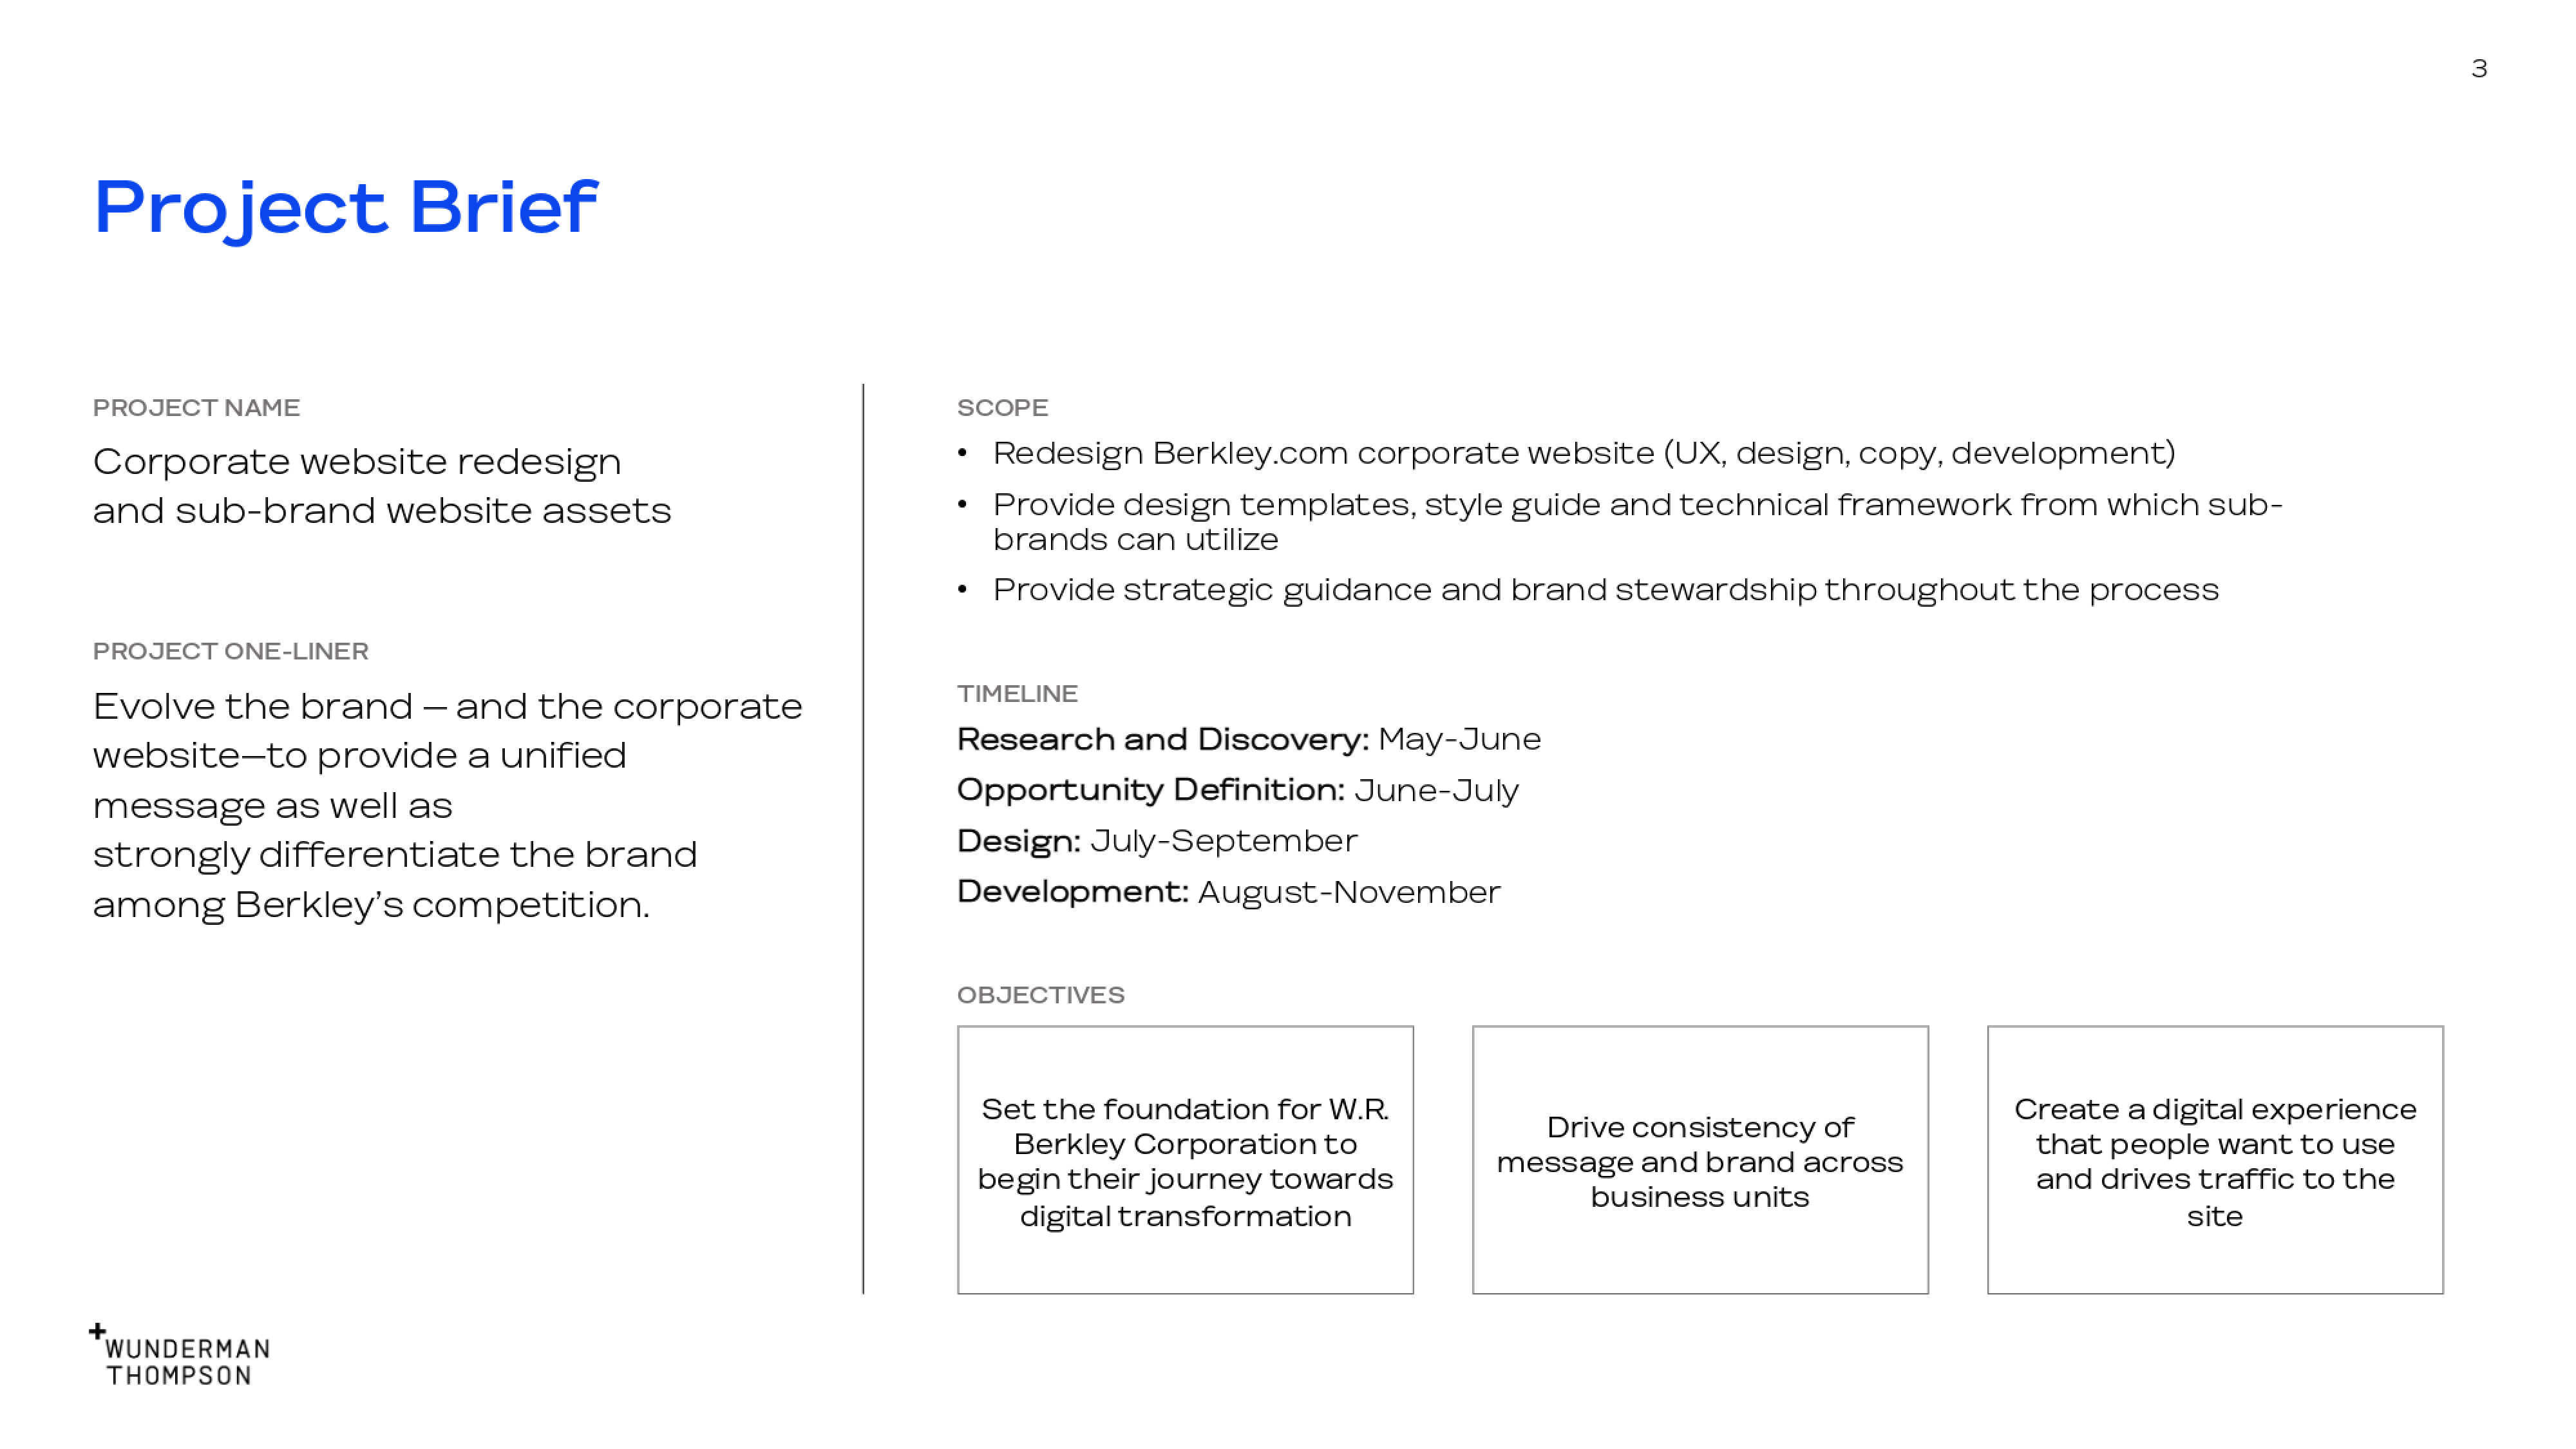 3
Project Brief
PROJECT NAME
Corporate website redesign
and sub-brand website assets
PROJECT ONE-LINER
Evolve the brand – and the corporate
website–to provide a unified
message as well as
strongly differentiate the brand
among Berkley’s competition.
SCOPE
• Redesign Berkley.com corporate website (UX, design, copy, development)
• Provide design templates, style guide and technical framework from which sub-
brands can utilize
• Provide strategic guidance and brand stewardship throughout the process
TIMELINE
Research and Discovery: May-June
Opportunity Definition: June-July
Design: July-September
Development: August-November
OBJECTIVES
Set the foundation for W.R.
Berkley Corporation to
begin their journey towards
digital transformation
Drive consistency of
message and brand across
business units
Create a digital experience
that people want to use
and drives traffic to the
site
+WUNDERMAN
THOMPSON